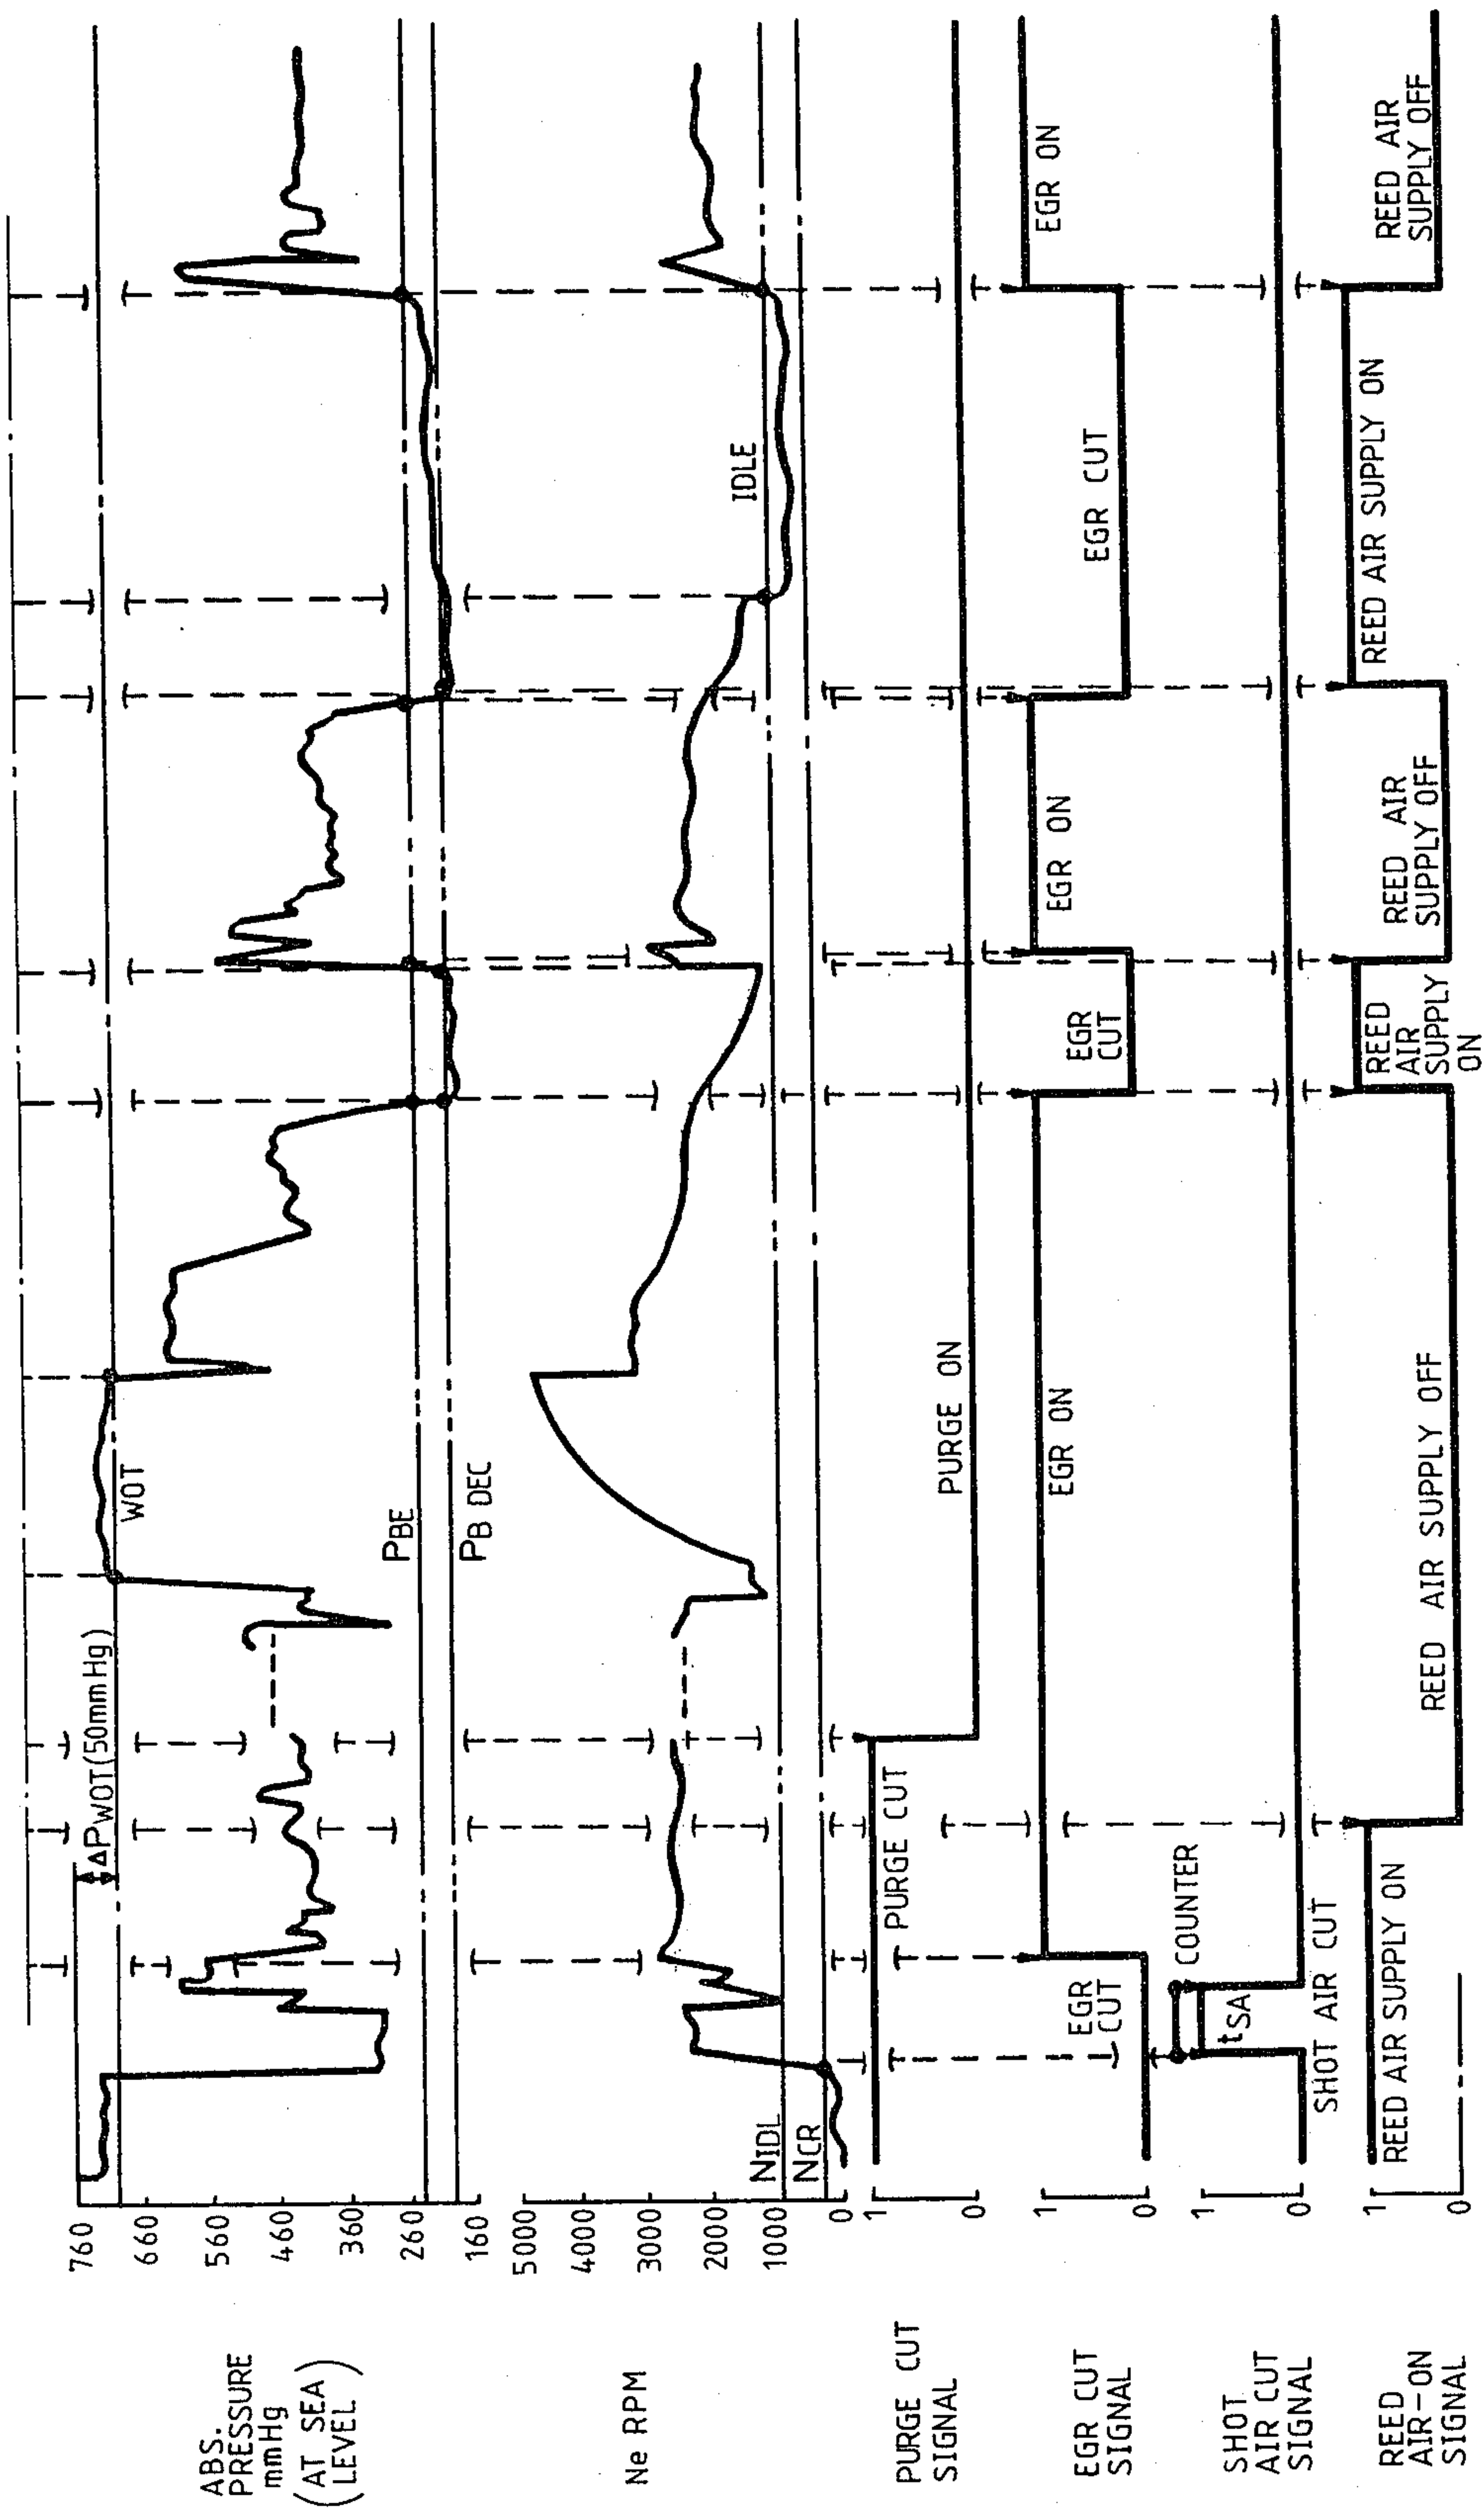 ABS.
PRESSURE
mmHg
(AT SEA
LEVEL)
760
660
560
460
360
260
160
ΔPWOT(50mmHg)
WOT
PBE
PB DEC
Ne RPM
5000
4000
3000
2000
1000
0
NIDL
NCR
IDLE
PURGE CUT
SIGNAL
1
0
PURGE CUT
PURGE ON
EGR CUT
SIGNAL
1
0
EGR
CUT
EGR ON
EGR
CUT
EGR ON
EGR CUT
EGR ON
SHOT
AIR CUT
SIGNAL
1
0
tSA
COUNTER
SHOT AIR CUT
REED
AIR-ON
SIGNAL
1
0
REED AIR SUPPLY ON
REED AIR SUPPLY OFF
REED
AIR
SUPPLY
ON
REED AIR
SUPPLY OFF
REED AIR SUPPLY ON
REED AIR
SUPPLY OFF